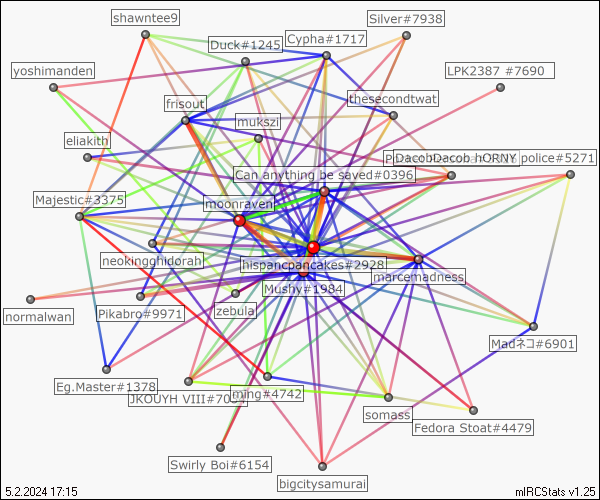 shawntee9
Silver#7938
Duck#1245
Cypha#1717
yoshimanden
LPK2387 #7690
frisout
thesecondtwat
mukszi
eliakith
police#5271
DacobDacob hORNY
Can anything be saved#0396
Majestic#3375
moonraven
neokingghidorah
hispancpancakes#2928
marcemadness
Mushy#1984
normalwan
Pikabro#9971
zebula
Madネコ#6901
Eg.Master#1378
JKOUYH VIII#70
ming#4742
somass
Fedora Stoat#4479
Swirly Boi#6154
bigcitysamurai
5.2.2024 17:15
mIRCStats v1.25